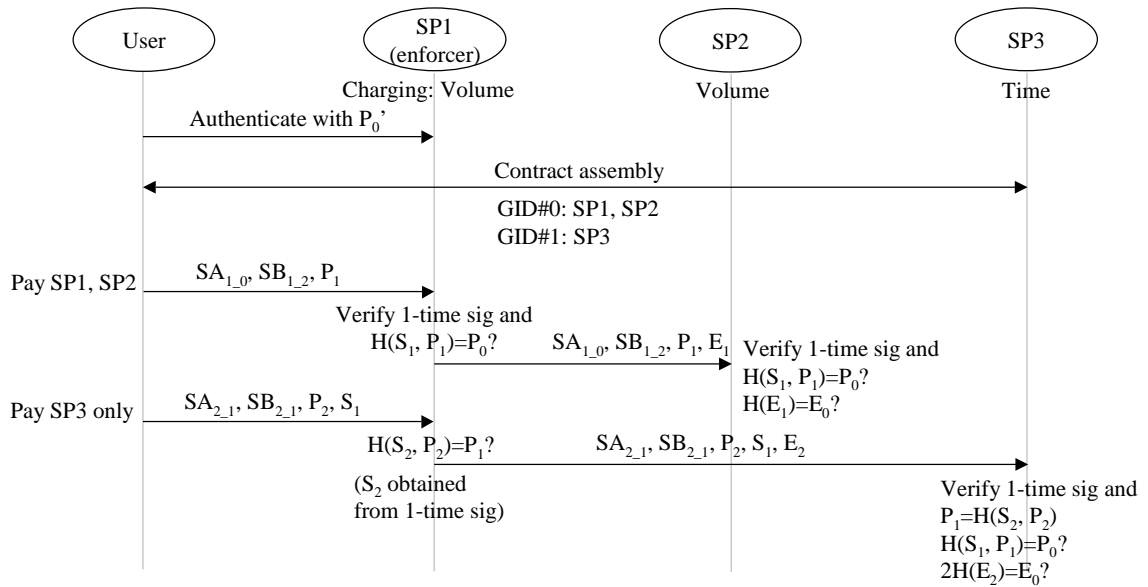 User
SP1
(enforcer)
SP2
SP3
Charging: Volume
Volume
Time
Authenticate with P0’
Contract assembly
GID#0: SP1, SP2
GID#1: SP3
Pay SP1, SP2
SA1_0, SB1_2, P1
Verify 1-time sig and
H(S1, P1)=P0?
SA1_0, SB1_2, P1, E1
Verify 1-time sig and
H(S1, P1)=P0?
H(E1)=E0?
Pay SP3 only
SA2_1, SB2_1, P2, S1
H(S2, P2)=P1?
(S2 obtained
from 1-time sig)
SA2_1, SB2_1, P2, S1, E2
Verify 1-time sig and
P1=H(S2, P2)
H(S1, P1)=P0?
2H(E2)=E0?